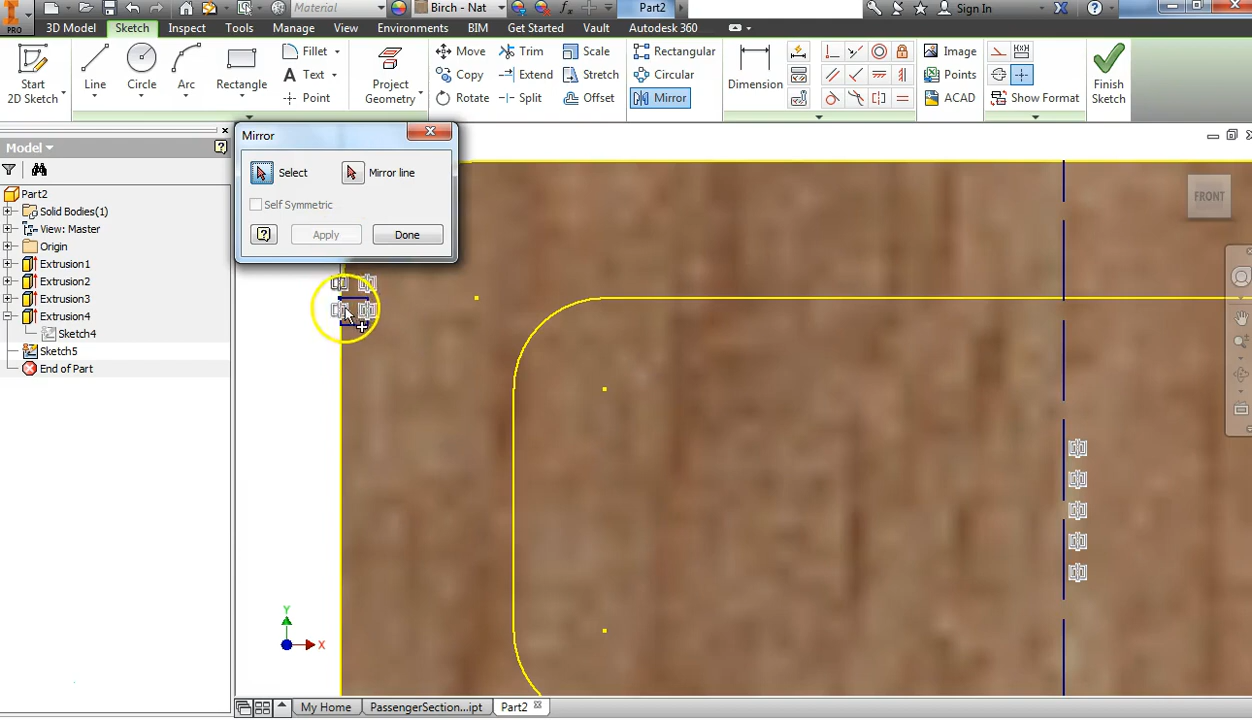 Material
Birch - Nat
Part2
Sign In
PRO
3D Model
Sketch
Inspect
Tools
Manage
View
Environments
BIM
Get Started
Vault
Autodesk 360
Start
2D Sketch
Line
Circle
Arc
Rectangle
Fillet
Text
Point
Project
Geometry
Move
Copy
Rotate
Trim
Extend
Split
Scale
Stretch
Offset
Rectangular
Circular
Mirror
Dimension
Image
Points
ACAD
Show Format
Finish
Sketch
Model
Part2
Solid Bodies(1)
View: Master
Origin
Extrusion1
Extrusion2
Extrusion3
Extrusion4
Sketch4
Sketch5
End of Part
Mirror
Select
Mirror line
Self Symmetric
Apply
Done
FRONT
Y
X
My Home
PassengerSection....ipt
Part2